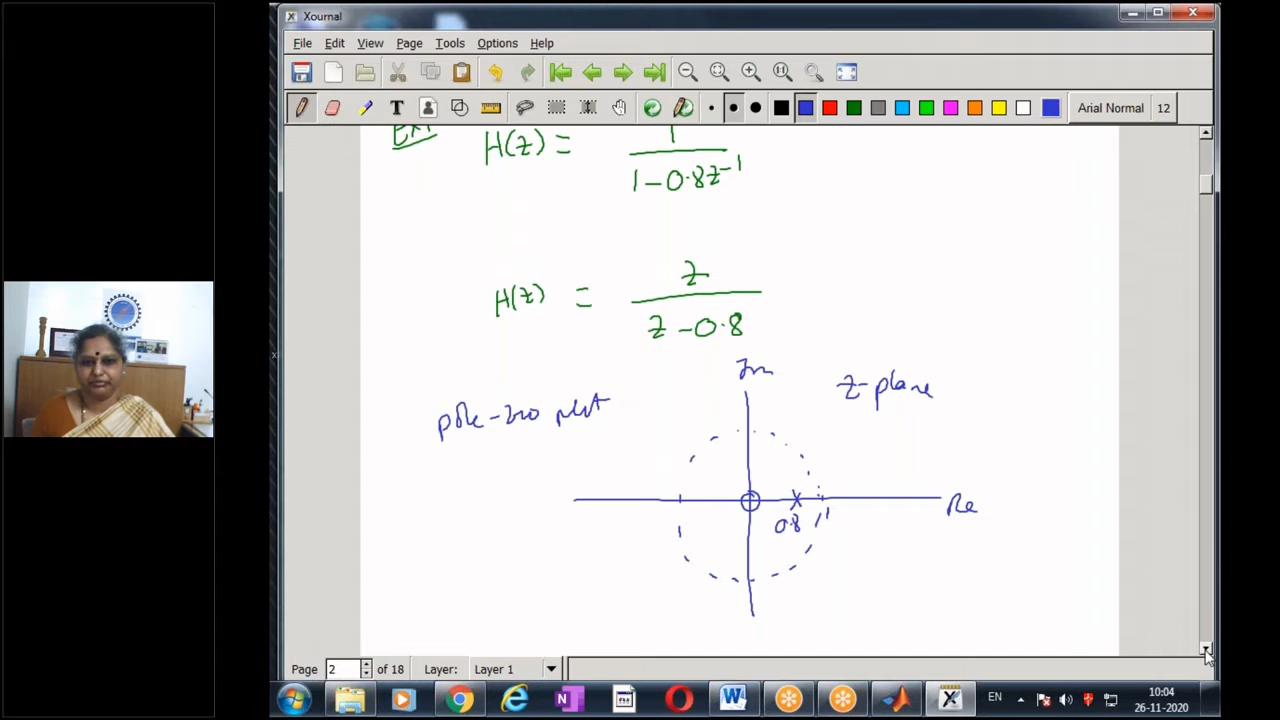 Xournal
File Edit View Page Tools Options Help
Arial Normal 12
Ex:
H(z) = 1
1-0.8z⁻¹
H(z) = z
z-0.8
Im
z-plane
pole-zero plot
Re
0.8 1
Page 2 of 18 Layer: Layer 1
EN
10:04
26-11-2020